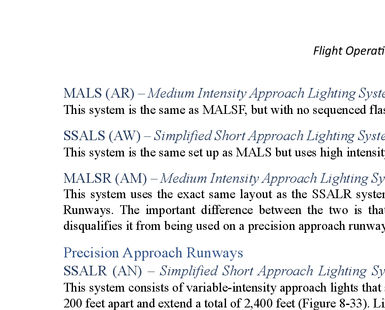 Flight Operati
MALS (AR) – Medium Intensity Approach Lighting Syste
This system is the same as MALSF, but with no sequenced flas
SSALS (AW) – Simplified Short Approach Lighting Syste
This system is the same set up as MALS but uses high intensit
MALSR (AM) – Medium Intensity Approach Lighting Sy
This system uses the exact same layout as the SSALR syster
Runways. The important difference between the two is tha
disqualifies it from being used on a precision approach runway
Precision Approach Runways
SSALR (AN) – Simplified Short Approach Lighting Sy
This system consists of variable-intensity approach lights that
200 feet apart and extend a total of 2,400 feet (Figure 8-33). Li